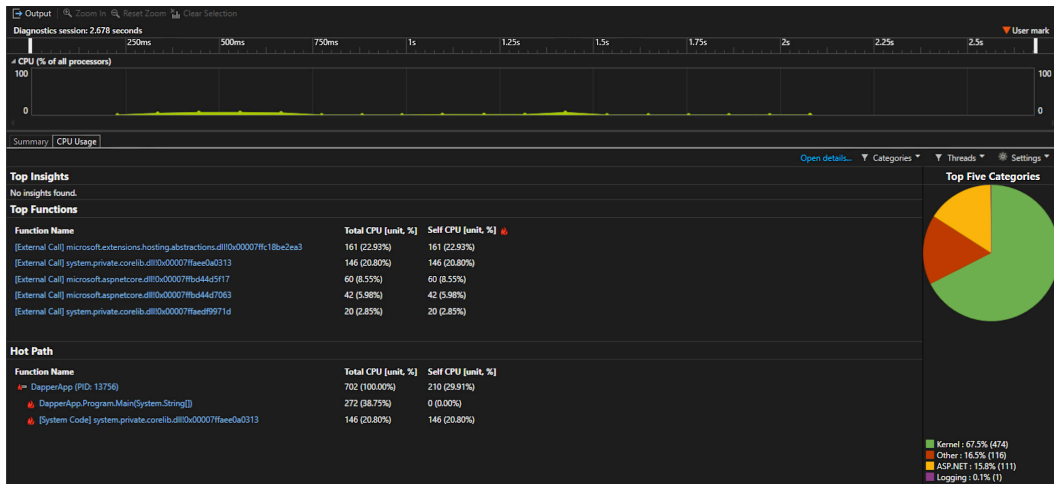 Output Zoom In Reset Zoom Clear Selection
Diagnostics session: 2.678 seconds User mark
250ms 500ms 750ms 1s 1.25s 1.5s 1.75s 2s 2.25s 2.5s
CPU (% of all processors)
100 100
0 0
Summary CPU Usage
Open details... Categories Threads Settings
Top Insights
No insights found.
Top Functions
Function Name Total CPU [unit, %] Self CPU [unit, %]
[External Call] microsoft.extensions.hosting.abstractions.dll!0x00007ffc18be2ea3 161 (22.93%) 161 (22.93%)
[External Call] system.private.corelib.dll!0x00007ffaee0a0313 146 (20.80%) 146 (20.80%)
[External Call] microsoft.aspnetcore.dll!0x00007ffbd44d5f17 60 (8.55%) 60 (8.55%)
[External Call] microsoft.aspnetcore.dll!0x00007ffbd44d7063 42 (5.98%) 42 (5.98%)
[External Call] system.private.corelib.dll!0x00007ffaedf9971d 20 (2.85%) 20 (2.85%)
Hot Path
Function Name Total CPU [unit, %] Self CPU [unit, %]
DapperApp (PID: 13756) 702 (100.00%) 210 (29.91%)
DapperApp.Program.Main(System.String[]) 272 (38.75%) 0 (0.00%)
[System Code] system.private.corelib.dll!0x00007ffaee0a0313 146 (20.80%) 146 (20.80%)
Top Five Categories
Kernel : 67.5% (474)
Other : 16.5% (116)
ASP.NET : 15.8% (111)
Logging : 0.1% (1)